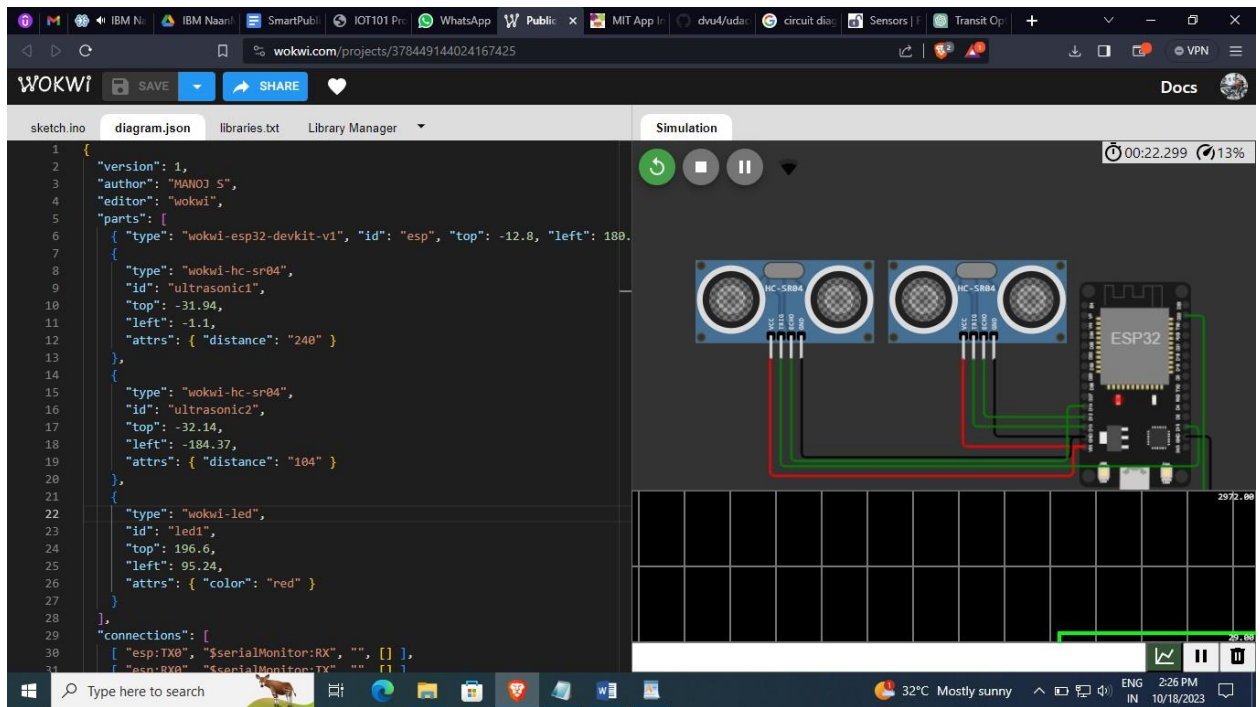 IBM Na
IBM Naan
SmartPubli
IOT101 Pro
WhatsApp
Public
MIT App In
dvu4/udac
circuit diag
Sensors | F
Transit Opt
wokwi.com/projects/378449144024167425
VPN
WOKWi
SAVE
SHARE
Docs
sketch.ino
diagram.json
libraries.txt
Library Manager
Simulation
1 {
2 "version": 1,
3 "author": "MANOJ S",
4 "editor": "wokwi",
5 "parts": [
6 { "type": "wokwi-esp32-devkit-v1", "id": "esp", "top": -12.8, "left": 180.
7 {
8 "type": "wokwi-hc-sr04",
9 "id": "ultrasonic1",
10 "top": -31.94,
11 "left": -1.1,
12 "attrs": { "distance": "240" }
13 },
14 {
15 "type": "wokwi-hc-sr04",
16 "id": "ultrasonic2",
17 "top": -32.14,
18 "left": -184.37,
19 "attrs": { "distance": "104" }
20 },
21 {
22 "type": "wokwi-led",
23 "id": "led1",
24 "top": 196.6,
25 "left": 95.24,
26 "attrs": { "color": "red" }
27 }
28 ],
29 "connections": [
30 [ "esp:TX0", "$serialMonitor:RX", "", [] ],
31 [ "esp:RX0", "$serialMonitor:TX", "", [] ]
00:22.299
13%
HC-SR04
VCC
TRIG
ECHO
GND
HC-SR04
VCC
TRIG
ECHO
GND
ESP32
2972.00
29.00
Type here to search
32°C Mostly sunny
ENG
IN
2:26 PM
10/18/2023